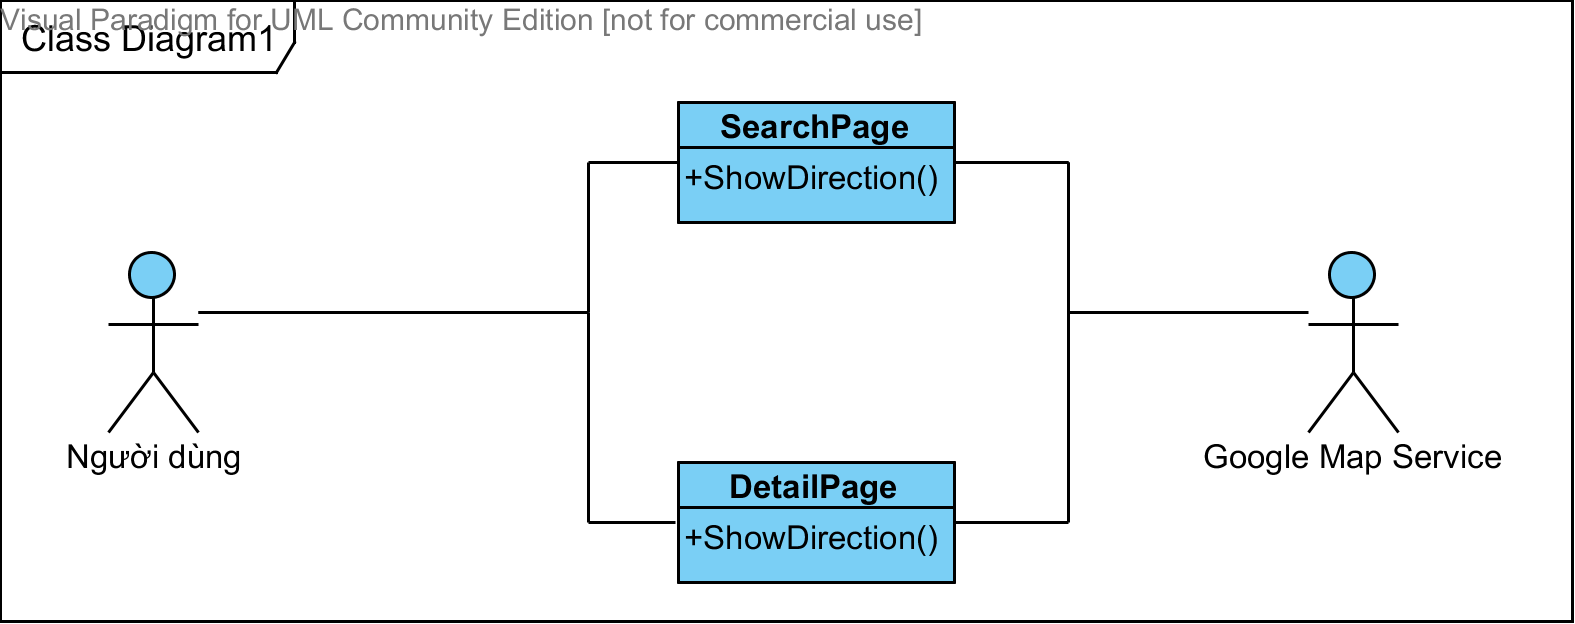 Visual Paradigm for UML Community Edition [not for commercial use]
Class Diagram1
SearchPage
+ShowDirection()
Người dùng
Google Map Service
DetailPage
+ShowDirection()